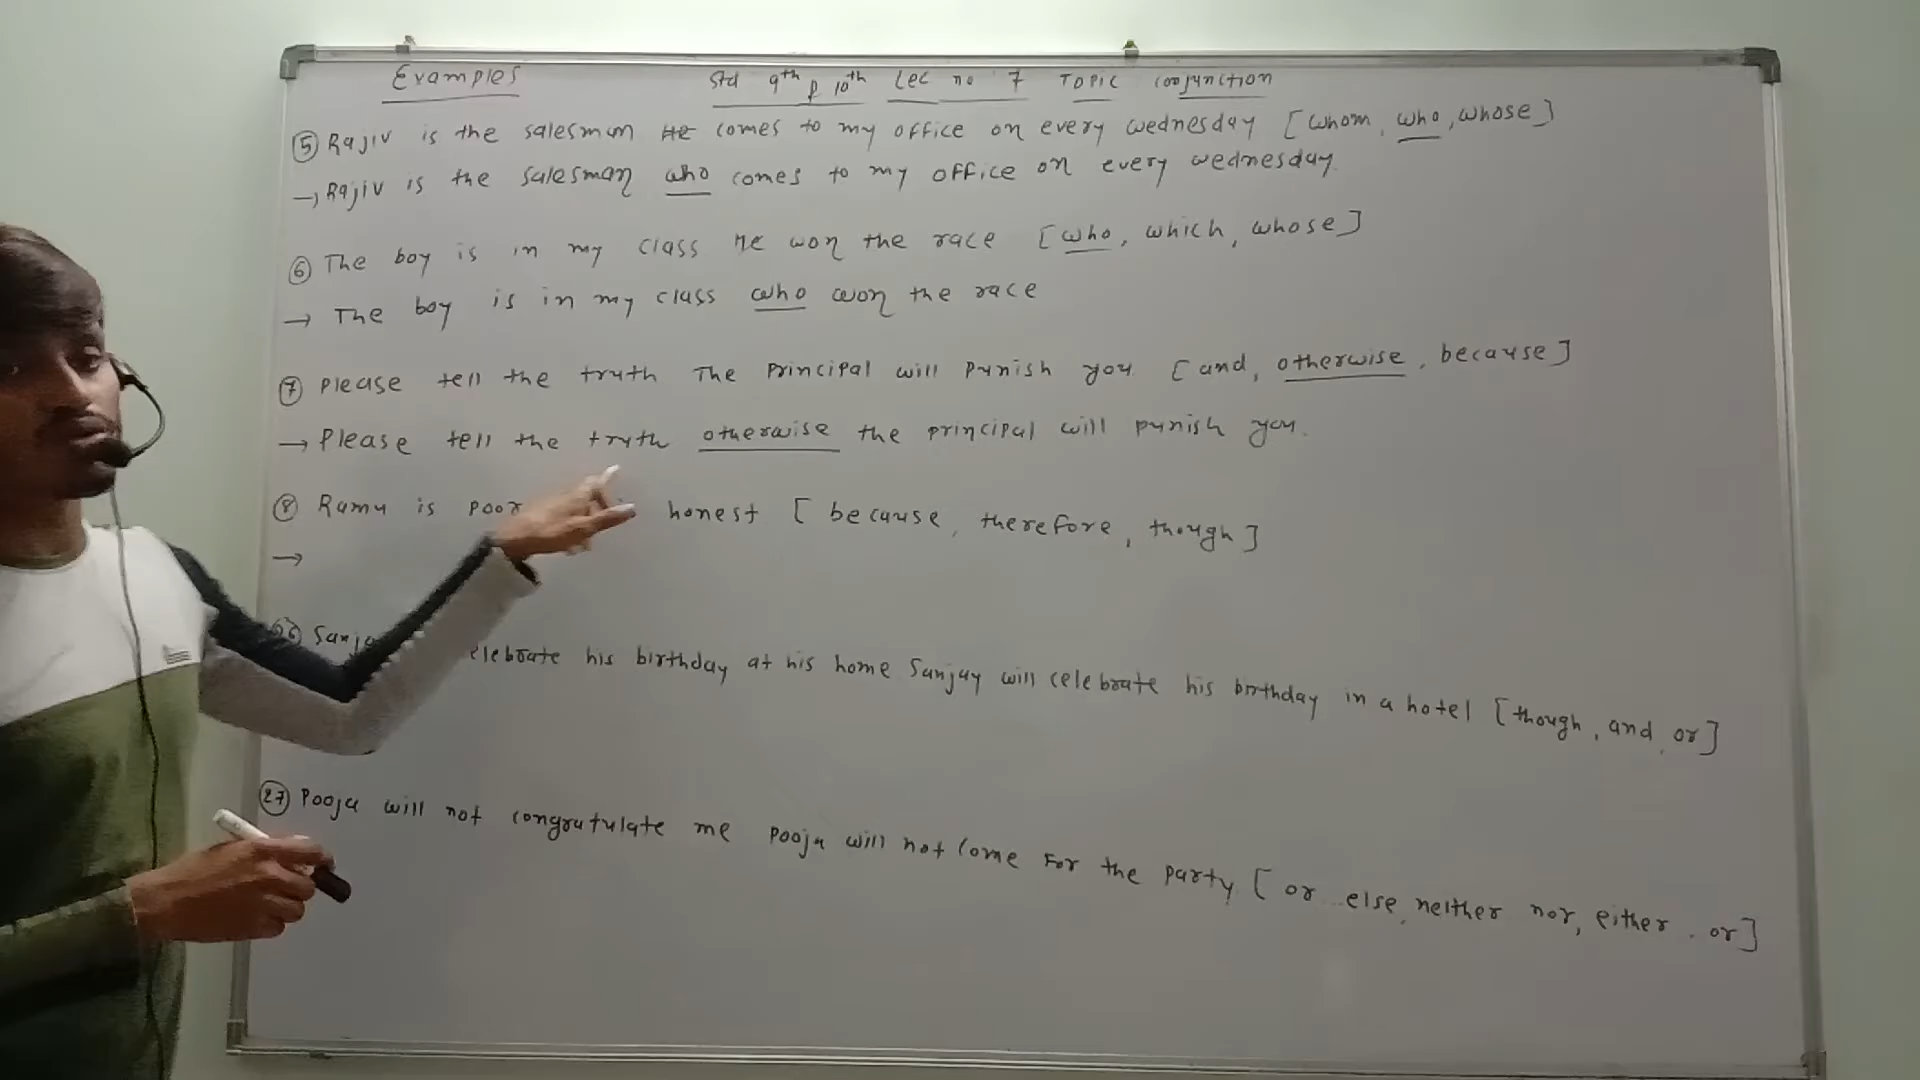 Examples Std 9th & 10th Lec no 7 Topic conjunction
⑤ Rajiv is the salesman He comes to my office on every wednesday [whom, who, whose]
→ Rajiv is the salesman who comes to my office on every wednesday.
⑥ The boy is in my class He won the race [who, which, whose]
→ The boy is in my class who won the race
⑦ Please tell the truth The Principal will Punish you [and, otherwise, because]
→ Please tell the truth otherwise the principal will punish you.
⑧ Ramu is poor honest [because, therefore, though]
→
elebrate his birthday at his home Sanjay will celebrate his birthday in a hotel [though, and, or]
㉗ Pooja will not congratulate me Pooja will not come For the party [or else, neither nor, either . or]